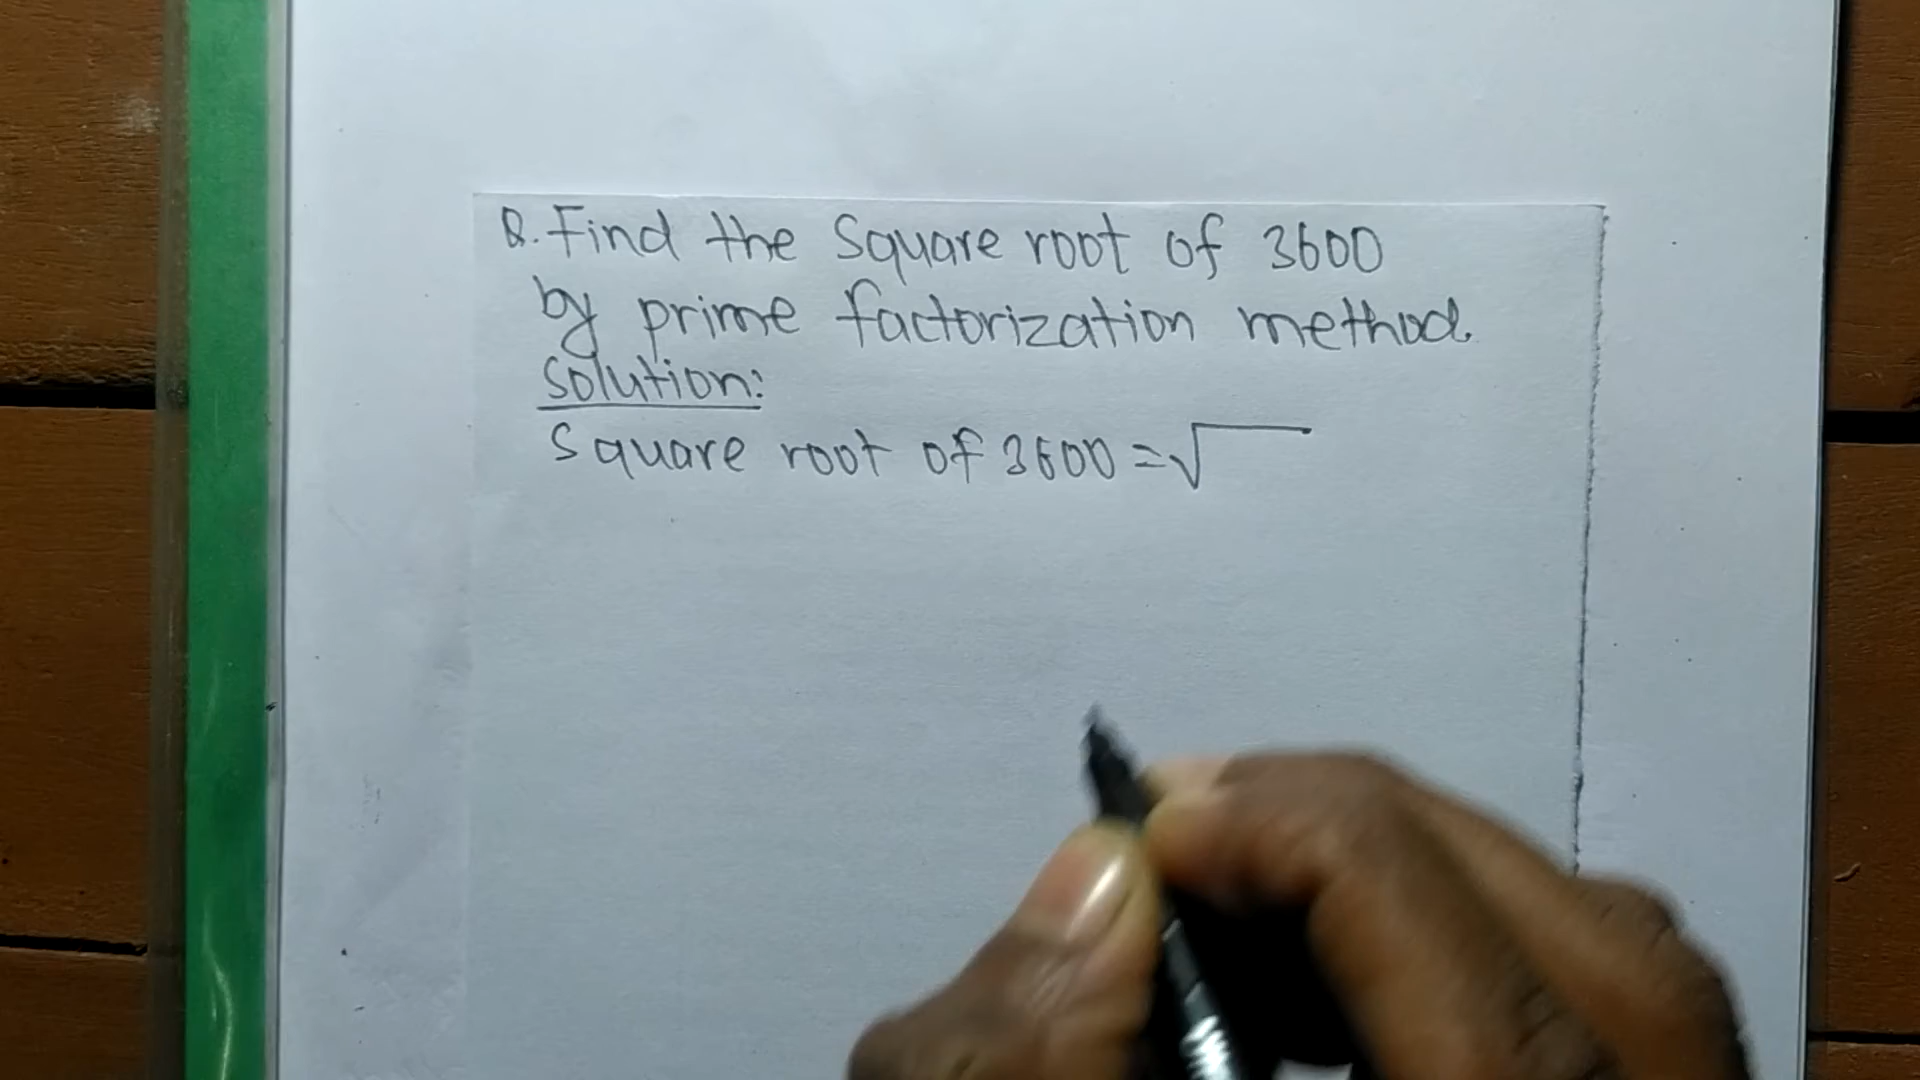 Q. Find the Square root of 3600
by prime factorization method.
Solution:
Square root of 3600 = √